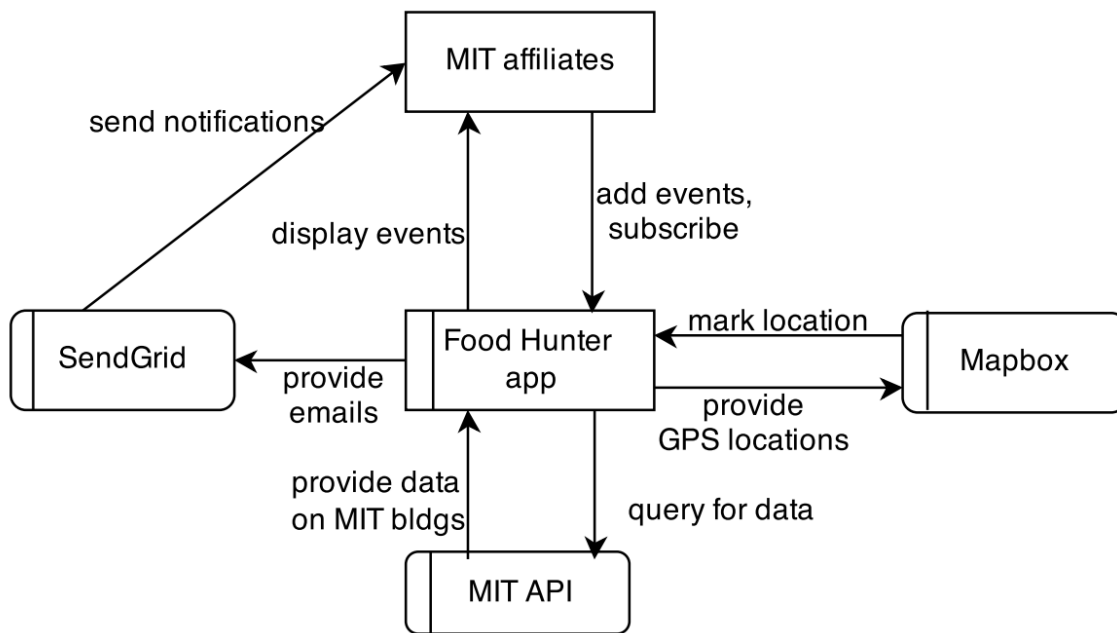 MIT affiliates
send notifications
add events,
subscribe
display events
SendGrid
Food Hunter
app
mark location
Mapbox
provide
emails
provide
GPS locations
provide data
on MIT bldgs
query for data
MIT API